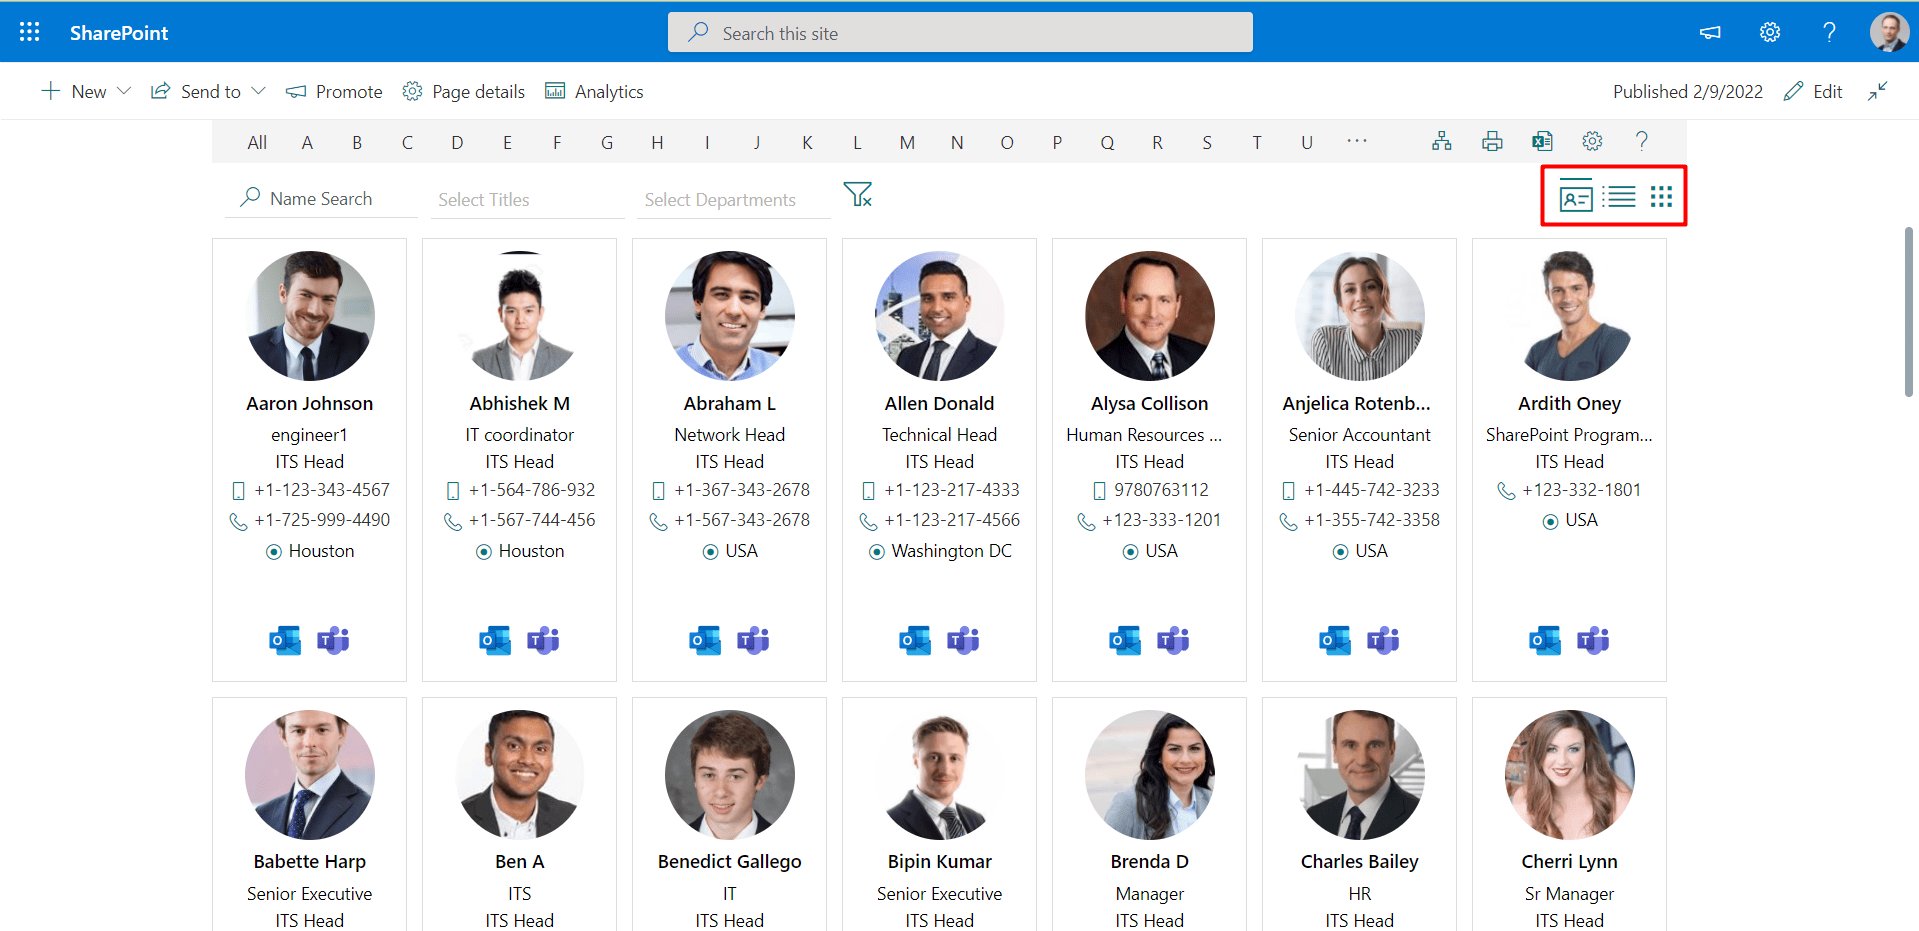 SharePoint
Search this site
?
New Send to Promote Page details Analytics Published 2/9/2022 Edit
All A B C D E F G H I J K L M N O P Q R S T U ... ?
Name Search Select Titles Select Departments
Aaron Johnson
engineer1
ITS Head
+1-123-343-4567
+1-725-999-4490
Houston
Abhishek M
IT coordinator
ITS Head
+1-564-786-932
+1-567-744-456
Houston
Abraham L
Network Head
ITS Head
+1-367-343-2678
+1-567-343-2678
USA
Allen Donald
Technical Head
ITS Head
+1-123-217-4333
+1-123-217-4566
Washington DC
Alysa Collison
Human Resources ...
ITS Head
9780763112
+123-333-1201
USA
Anjelica Rotenb...
Senior Accountant
ITS Head
+1-445-742-3233
+1-355-742-3358
USA
Ardith Oney
SharePoint Program...
ITS Head
+123-332-1801
USA
Babette Harp
Senior Executive
ITS Head
Ben A
ITS
ITS Head
Benedict Gallego
IT
ITS Head
Bipin Kumar
Senior Executive
ITS Head
Brenda D
Manager
ITS Head
Charles Bailey
HR
ITS Head
Cherri Lynn
Sr Manager
ITS Head